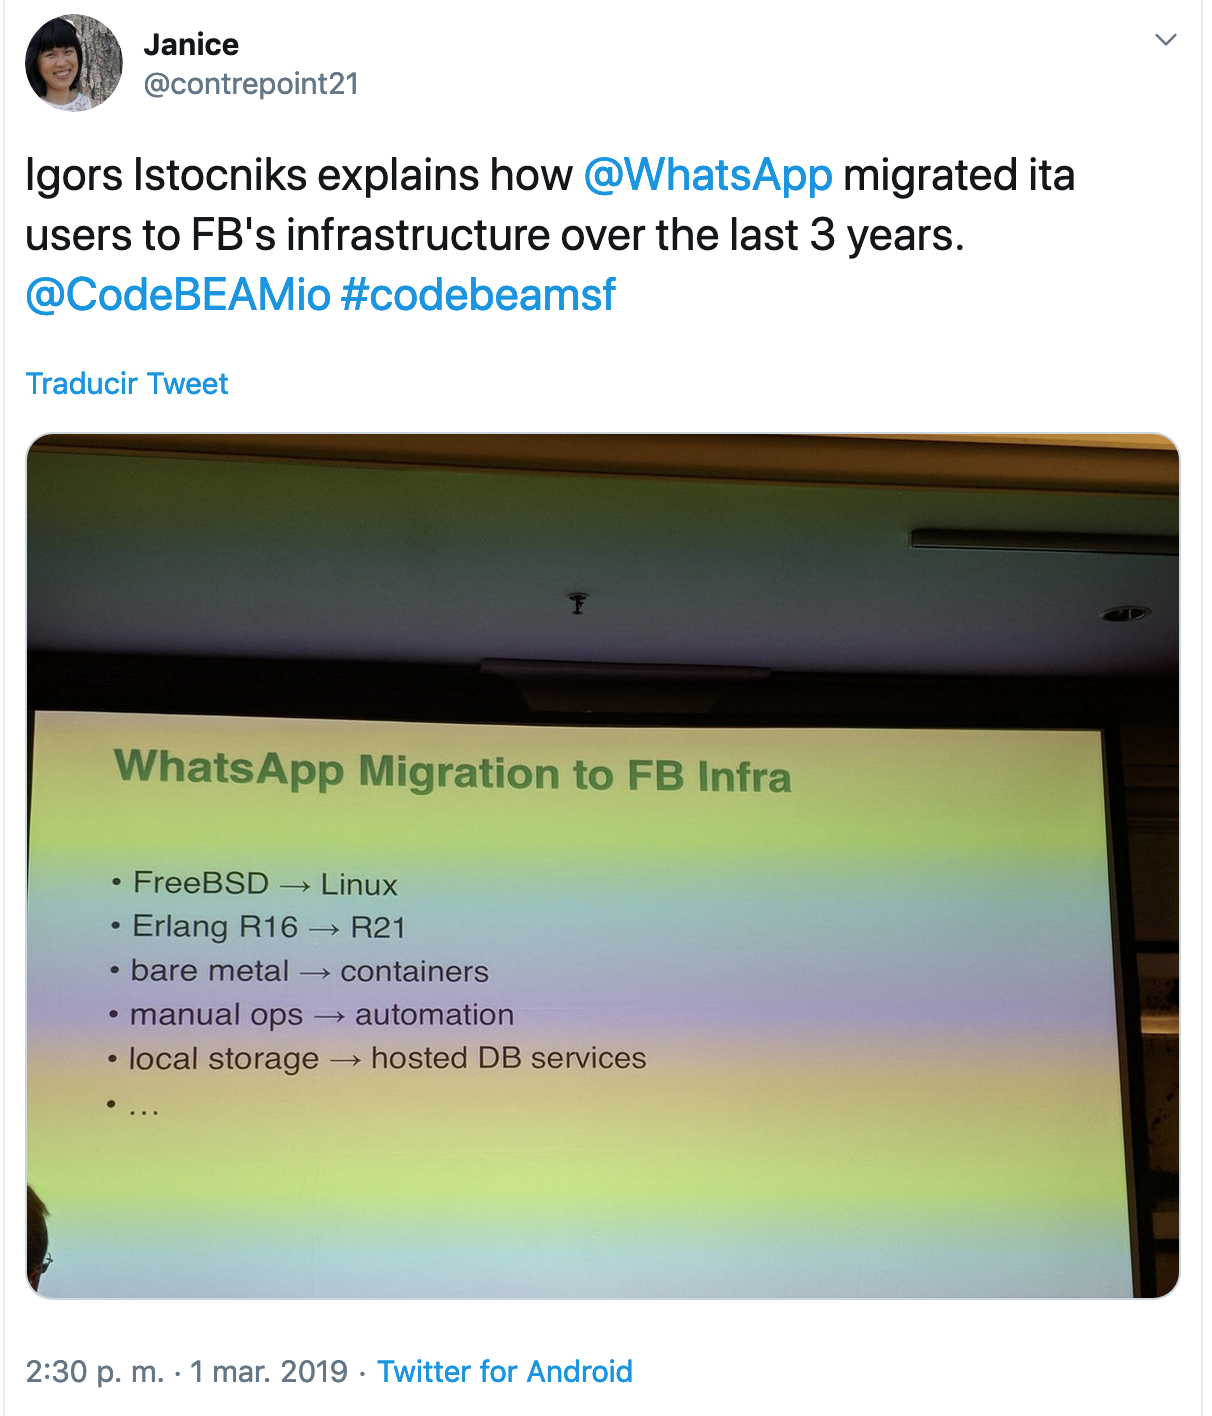 Janice
@contrepoint21
Igors Istocniks explains how @WhatsApp migrated ita
users to FB's infrastructure over the last 3 years.
@CodeBEAMio #codebeamsf
Traducir Tweet
WhatsApp Migration to FB Infra
• FreeBSD → Linux
• Erlang R16 → R21
• bare metal → containers
• manual ops → automation
• local storage → hosted DB services
• ...
2:30 p. m. · 1 mar. 2019 · Twitter for Android